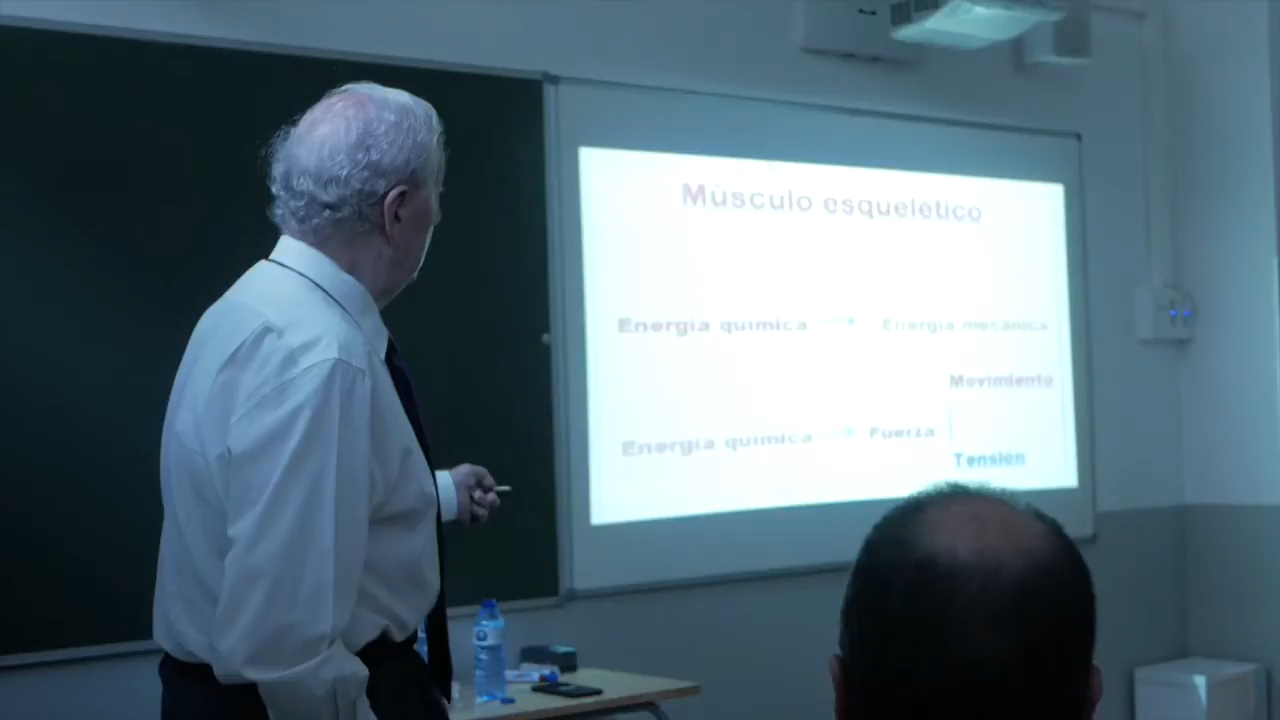 Músculo esquelético
Energía química → Energía mecánica
Movimiento
Energía química → Fuerza
Tensión